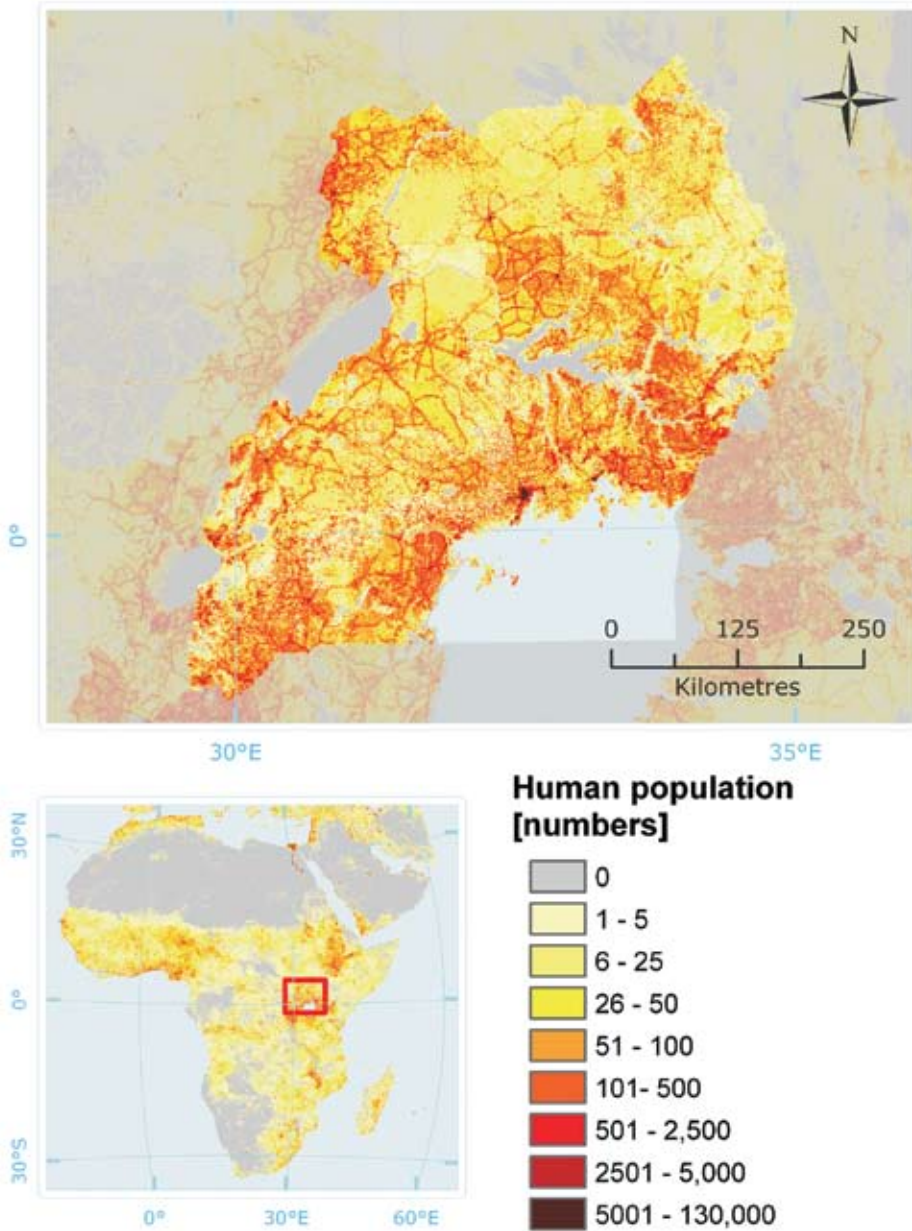 N
0°
0 125 250
Kilometres
30°E 35°E
30°N
0°
30°S
0° 30°E 60°E
Human population
[numbers]
0
1 - 5
6 - 25
26 - 50
51 - 100
101- 500
501 - 2,500
2501 - 5,000
5001 - 130,000